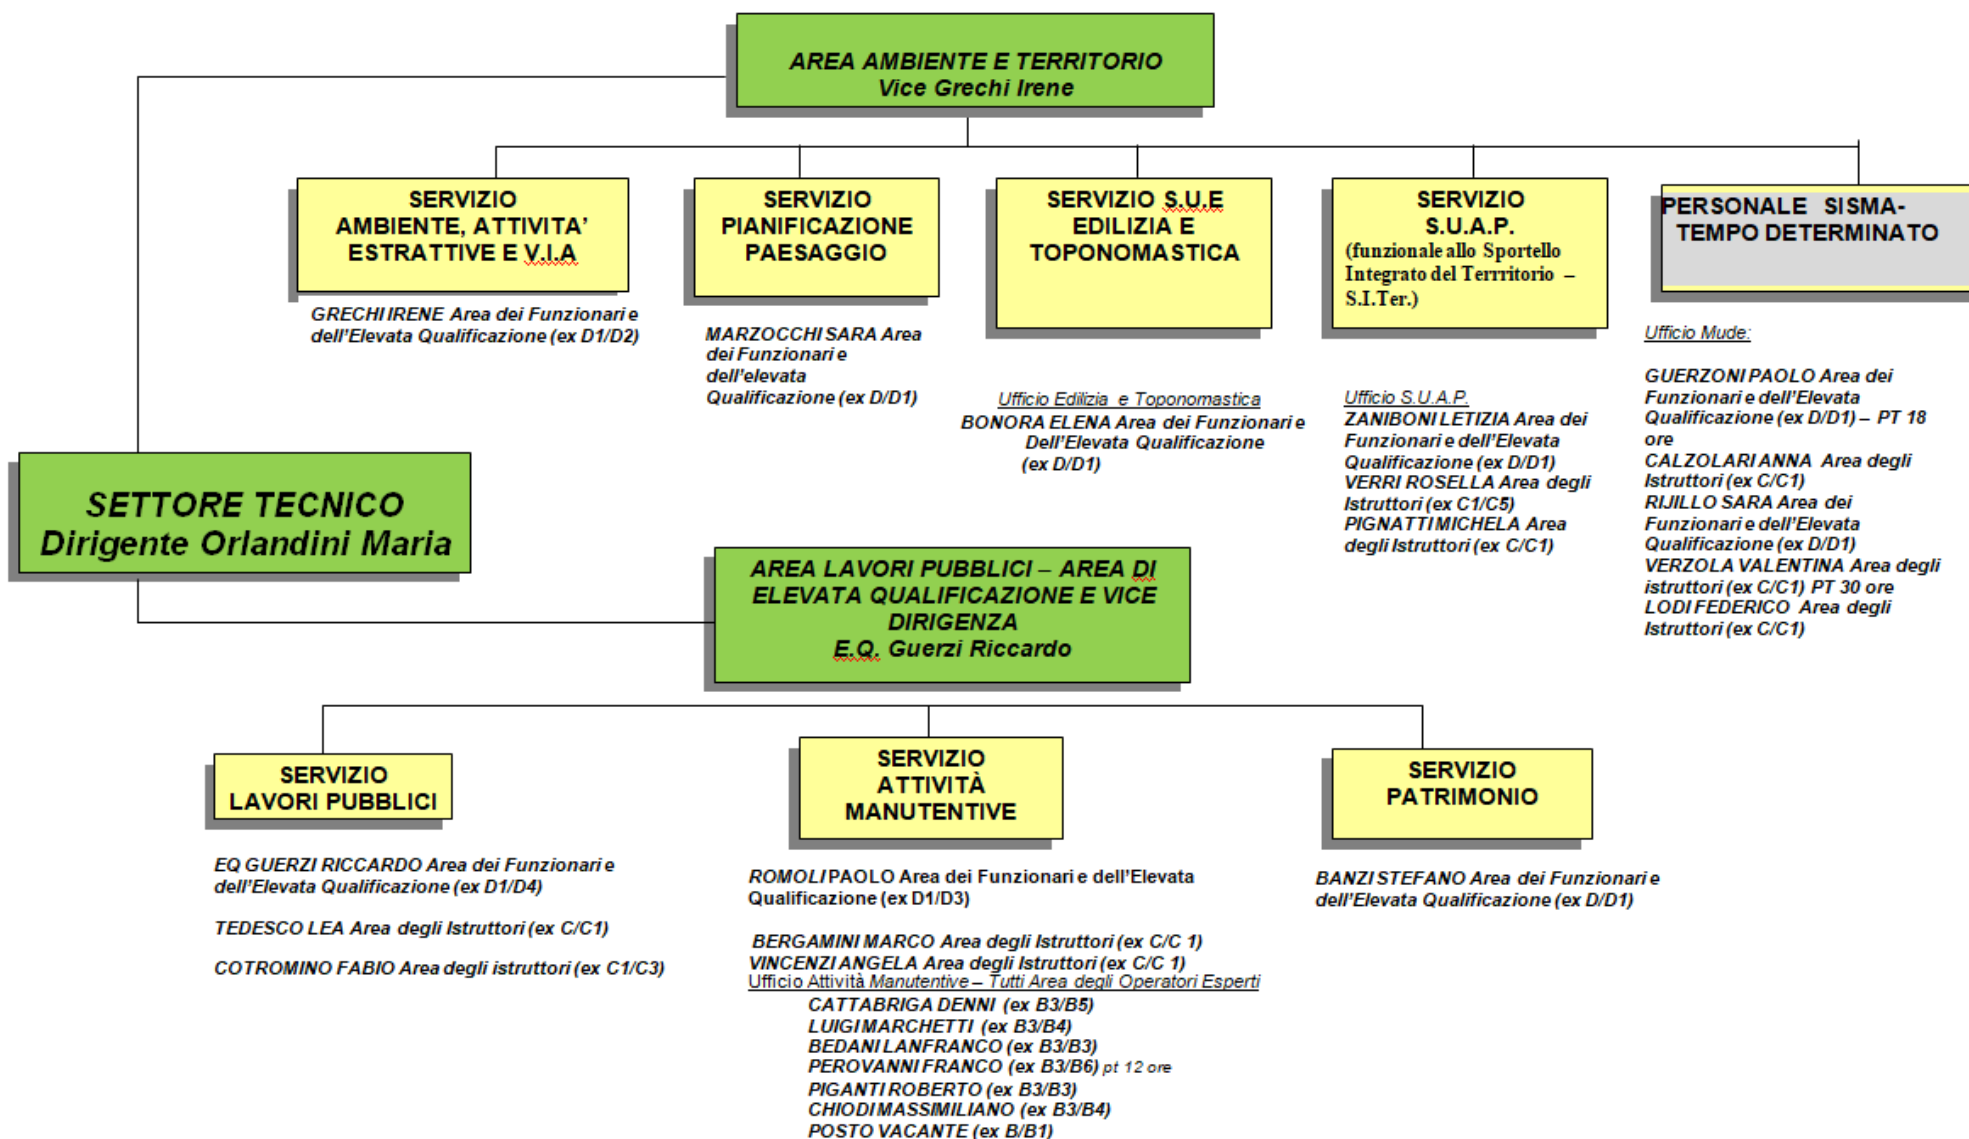 AREA AMBIENTE E TERRITORIO
Vice Grechi Irene
SERVIZIO
AMBIENTE, ATTIVITA’
ESTRATTIVE E V.I.A
GRECHI IRENE Area dei Funzionari e
dell’Elevata Qualificazione (ex D1/D2)
SERVIZIO
PIANIFICAZIONE
PAESAGGIO
MARZOCCHI SARA Area
dei Funzionari e
dell’elevata
Qualificazione (ex D/D1)
SERVIZIO S.U.E
EDILIZIA E
TOPONOMASTICA
Ufficio Edilizia e Toponomastica
BONORA ELENA Area dei Funzionari e
Dell’Elevata Qualificazione
(ex D/D1)
SERVIZIO
S.U.A.P.
(funzionale allo Sportello
Integrato del Terrritorio –
S.I.Ter.)
Ufficio S.U.A.P.
ZANIBONI LETIZIA Area dei
Funzionari e dell’Elevata
Qualificazione (ex D/D1)
VERRI ROSELLA Area degli
Istruttori (ex C1/C5)
PIGNATTI MICHELA Area
degli Istruttori (ex C/C1)
PERSONALE SISMA-
TEMPO DETERMINATO
Ufficio Mude:
GUERZONI PAOLO Area dei
Funzionari e dell’Elevata
Qualificazione (ex D/D1) – PT 18
ore
CALZOLARI ANNA Area degli
Istruttori (ex C/C1)
RIJILLO SARA Area dei
Funzionari e dell’Elevata
Qualificazione (ex D/D1)
VERZOLA VALENTINA Area degli
istruttori (ex C/C1) PT 30 ore
LODI FEDERICO Area degli
Istruttori (ex C/C1)
SETTORE TECNICO
Dirigente Orlandini Maria
AREA LAVORI PUBBLICI – AREA DI
ELEVATA QUALIFICAZIONE E VICE
DIRIGENZA
E.Q. Guerzi Riccardo
SERVIZIO
LAVORI PUBBLICI
EQ GUERZI RICCARDO Area dei Funzionari e
dell’Elevata Qualificazione (ex D1/D4)
TEDESCO LEA Area degli Istruttori (ex C/C1)
COTROMINO FABIO Area degli istruttori (ex C1/C3)
SERVIZIO
ATTIVITÀ
MANUTENTIVE
ROMOLI PAOLO Area dei Funzionari e dell’Elevata
Qualificazione (ex D1/D3)
BERGAMINI MARCO Area degli Istruttori (ex C/C 1)
VINCENZI ANGELA Area degli Istruttori (ex C/C 1)
Ufficio Attività Manutentive – Tutti Area degli Operatori Esperti
CATTABRIGA DENNI (ex B3/B5)
LUIGI MARCHETTI (ex B3/B4)
BEDANI LANFRANCO (ex B3/B3)
PEROVANNI FRANCO (ex B3/B6) pt 12 ore
PIGANTI ROBERTO (ex B3/B3)
CHIODI MASSIMILIANO (ex B3/B4)
POSTO VACANTE (ex B/B1)
SERVIZIO
PATRIMONIO
BANZI STEFANO Area dei Funzionari e
dell’Elevata Qualificazione (ex D/D1)